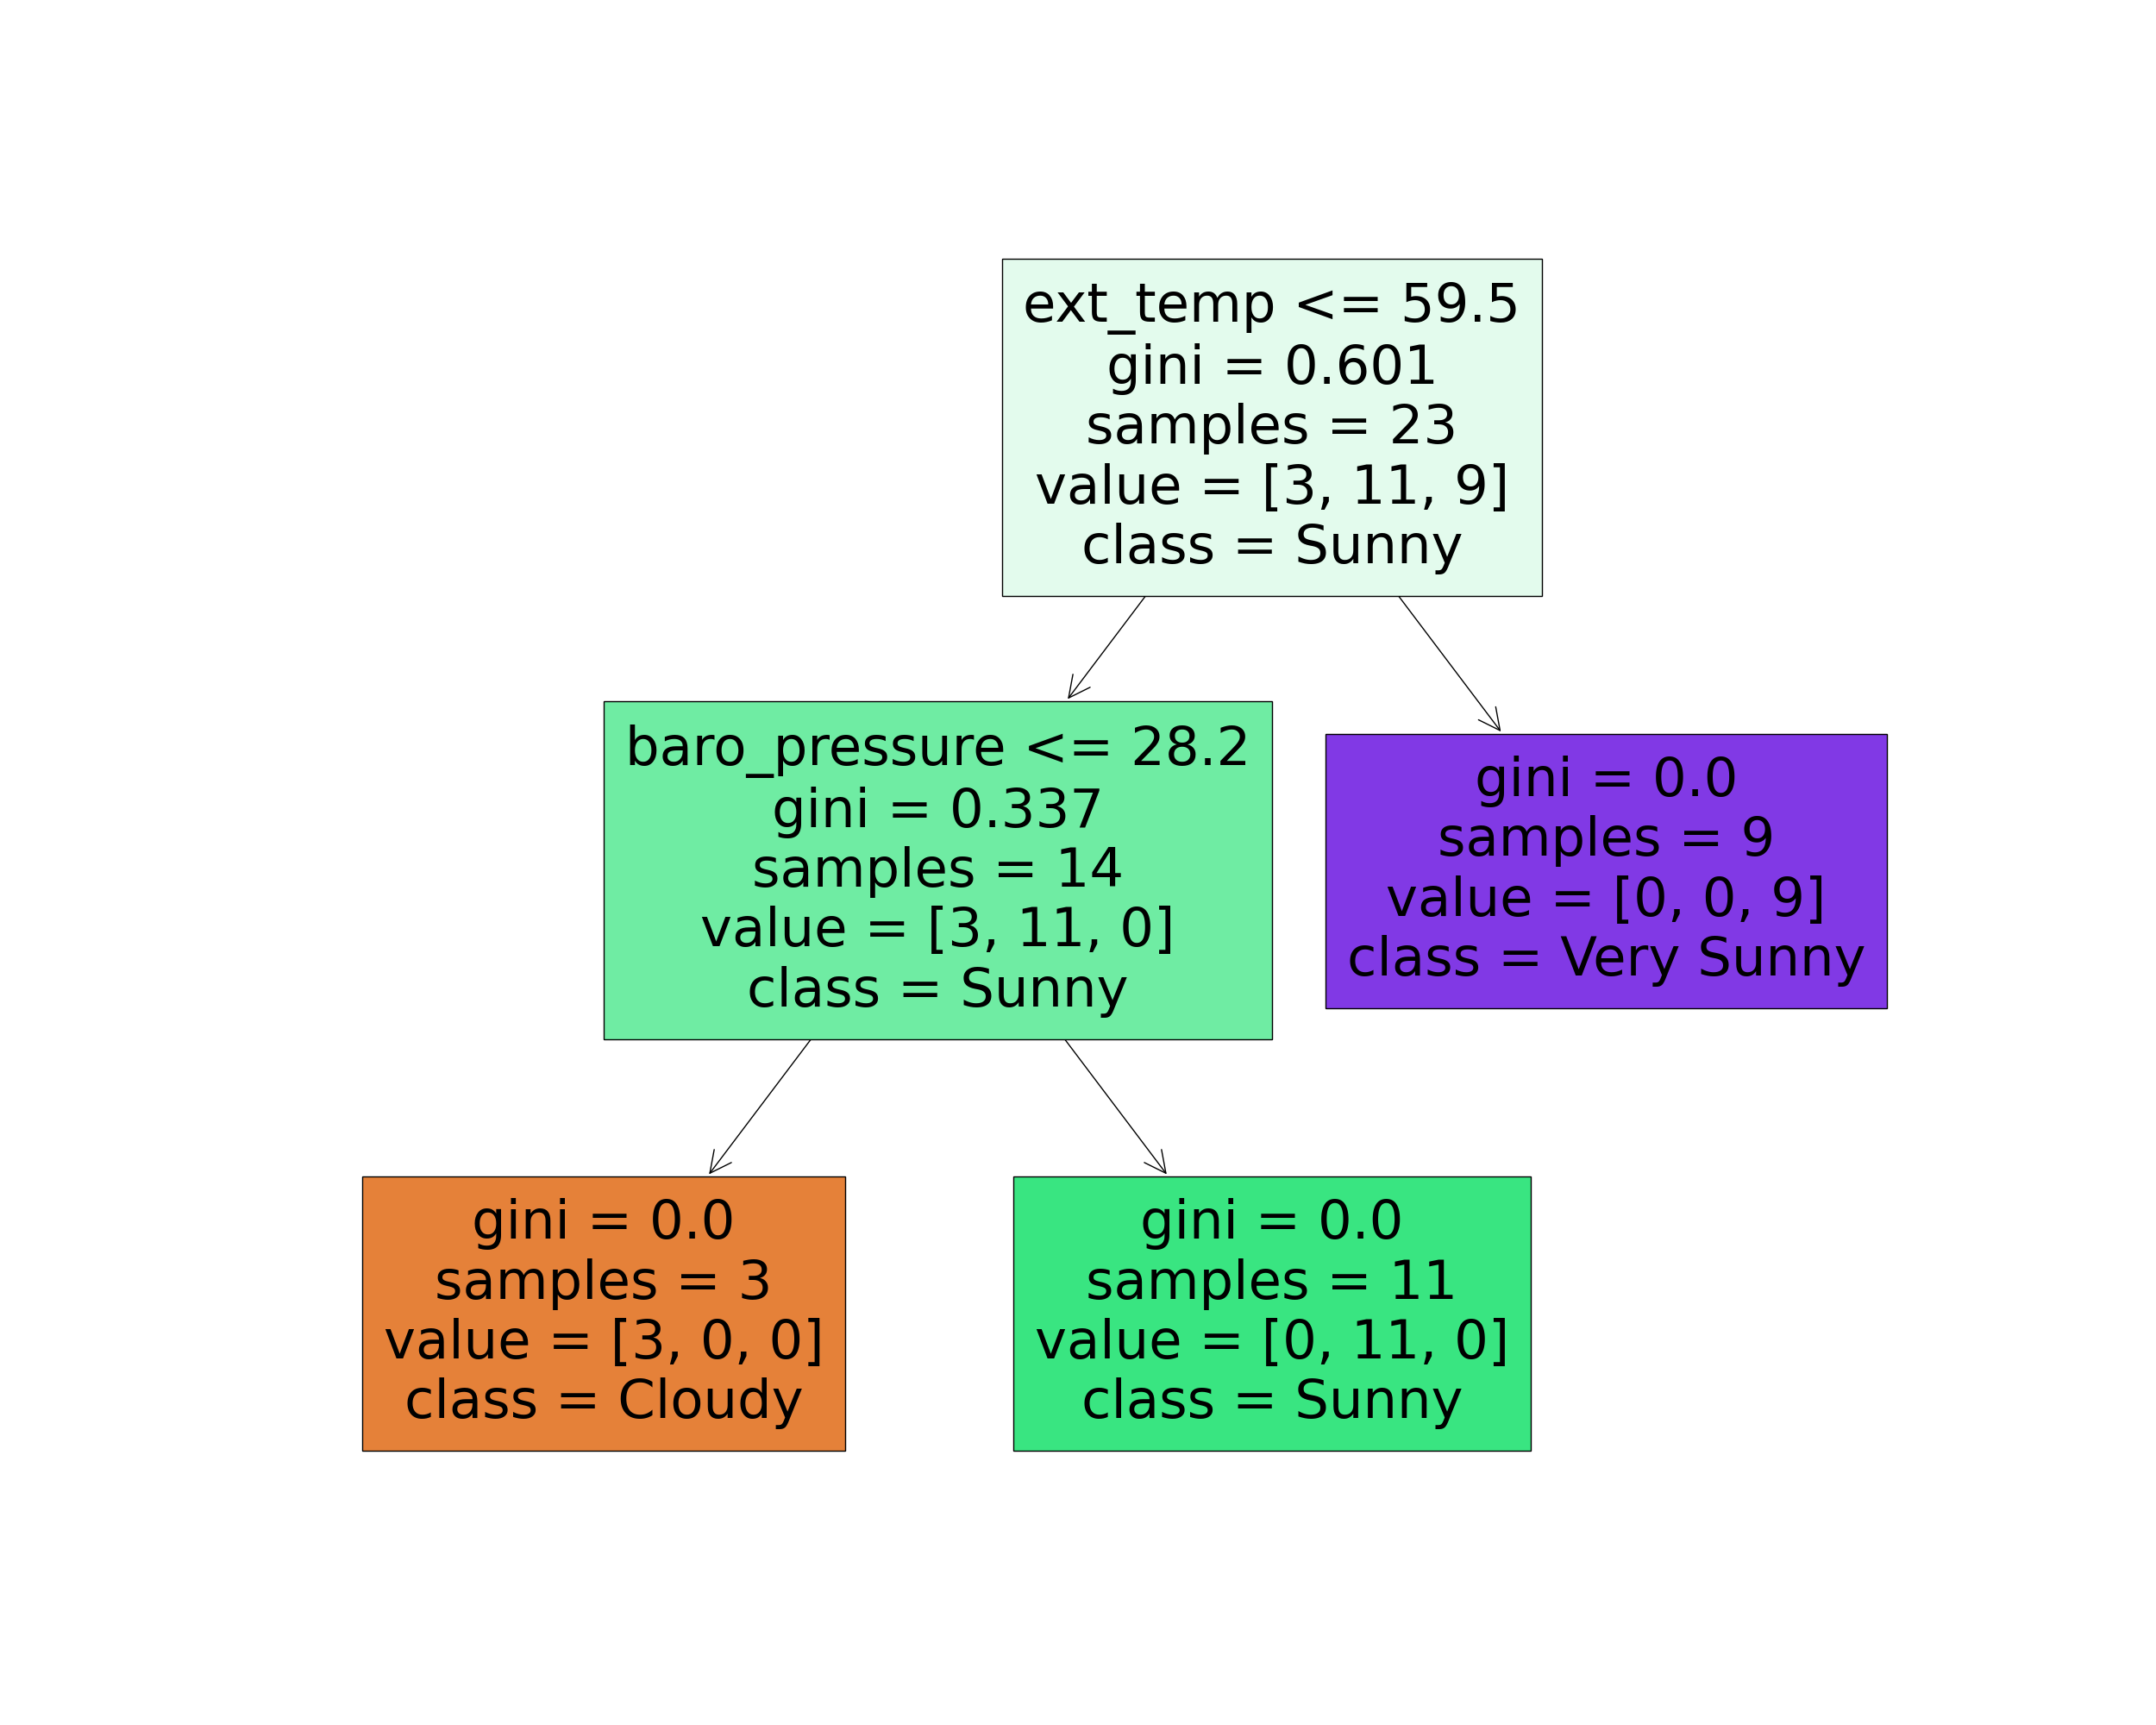 ext_temp <= 59.5
gini = 0.601
samples = 23
value = [3, 11, 9]
class = Sunny
baro_pressure <= 28.2
gini = 0.337
samples = 14
value = [3, 11, 0]
class = Sunny
gini = 0.0
samples = 9
value = [0, 0, 9]
class = Very Sunny
gini = 0.0
samples = 3
value = [3, 0, 0]
class = Cloudy
gini = 0.0
samples = 11
value = [0, 11, 0]
class = Sunny